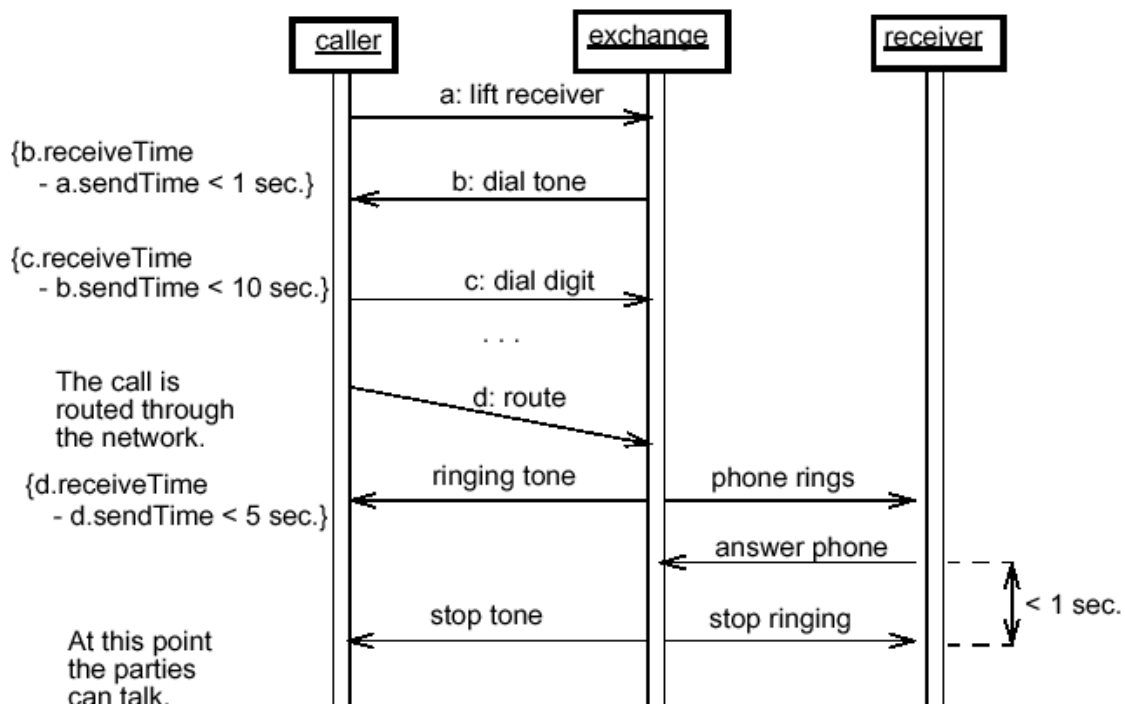 caller
exchange
receiver
a: lift receiver
{b.receiveTime
- a.sendTime < 1 sec.}
b: dial tone
{c.receiveTime
- b.sendTime < 10 sec.}
c: dial digit
. . .
The call is
routed through
the network.
d: route
{d.receiveTime
- d.sendTime < 5 sec.}
ringing tone
phone rings
answer phone
< 1 sec.
stop tone
stop ringing
At this point
the parties
can talk.